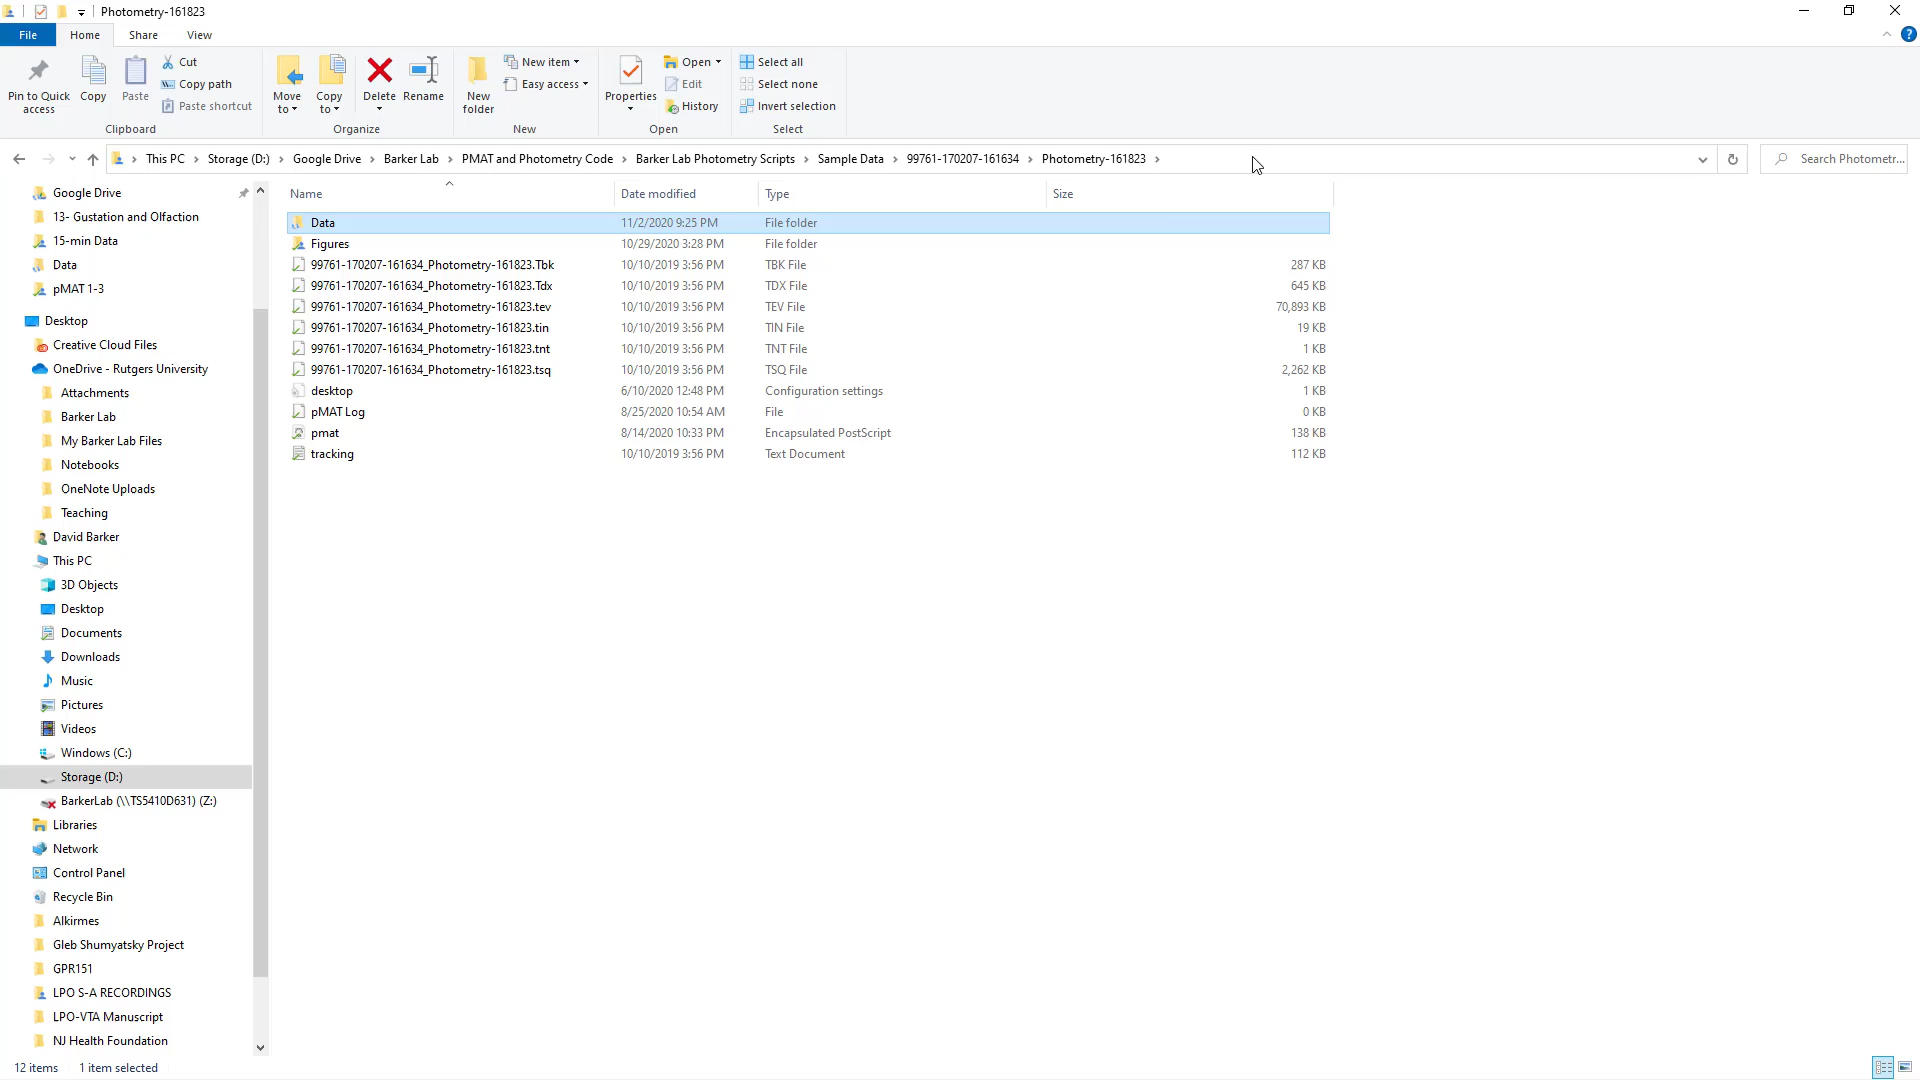 Photometry-161823
File
Home
Share
View
Pin to Quick access
Copy
Paste
Cut
Copy path
Paste shortcut
Clipboard
Move to
Copy to
Delete
Rename
Organize
New folder
New item
Easy access
New
Properties
Open
Edit
History
Open
Select all
Select none
Invert selection
Select
This PC
Storage (D:)
Google Drive
Barker Lab
PMAT and Photometry Code
Barker Lab Photometry Scripts
Sample Data
99761-170207-161634
Photometry-161823
Search Photometr...
Google Drive
13- Gustation and Olfaction
15-min Data
Data
pMAT 1-3
Desktop
Creative Cloud Files
OneDrive - Rutgers University
Attachments
Barker Lab
My Barker Lab Files
Notebooks
OneNote Uploads
Teaching
David Barker
This PC
3D Objects
Desktop
Documents
Downloads
Music
Pictures
Videos
Windows (C:)
Storage (D:)
BarkerLab (\\TS5410D631) (Z:)
Libraries
Network
Control Panel
Recycle Bin
Alkirmes
Gleb Shumyatsky Project
GPR151
LPO S-A RECORDINGS
LPO-VTA Manuscript
NJ Health Foundation
Name Date modified Type Size
Data 11/2/2020 9:25 PM File folder
Figures 10/29/2020 3:28 PM File folder
99761-170207-161634_Photometry-161823.Tbk 10/10/2019 3:56 PM TBK File 287 KB
99761-170207-161634_Photometry-161823.Tdx 10/10/2019 3:56 PM TDX File 645 KB
99761-170207-161634_Photometry-161823.tev 10/10/2019 3:56 PM TEV File 70,893 KB
99761-170207-161634_Photometry-161823.tin 10/10/2019 3:56 PM TIN File 19 KB
99761-170207-161634_Photometry-161823.tnt 10/10/2019 3:56 PM TNT File 1 KB
99761-170207-161634_Photometry-161823.tsq 10/10/2019 3:56 PM TSQ File 2,262 KB
desktop 6/10/2020 12:48 PM Configuration settings 1 KB
pMAT Log 8/25/2020 10:54 AM File 0 KB
pmat 8/14/2020 10:33 PM Encapsulated PostScript 138 KB
tracking 10/10/2019 3:56 PM Text Document 112 KB
12 items 1 item selected